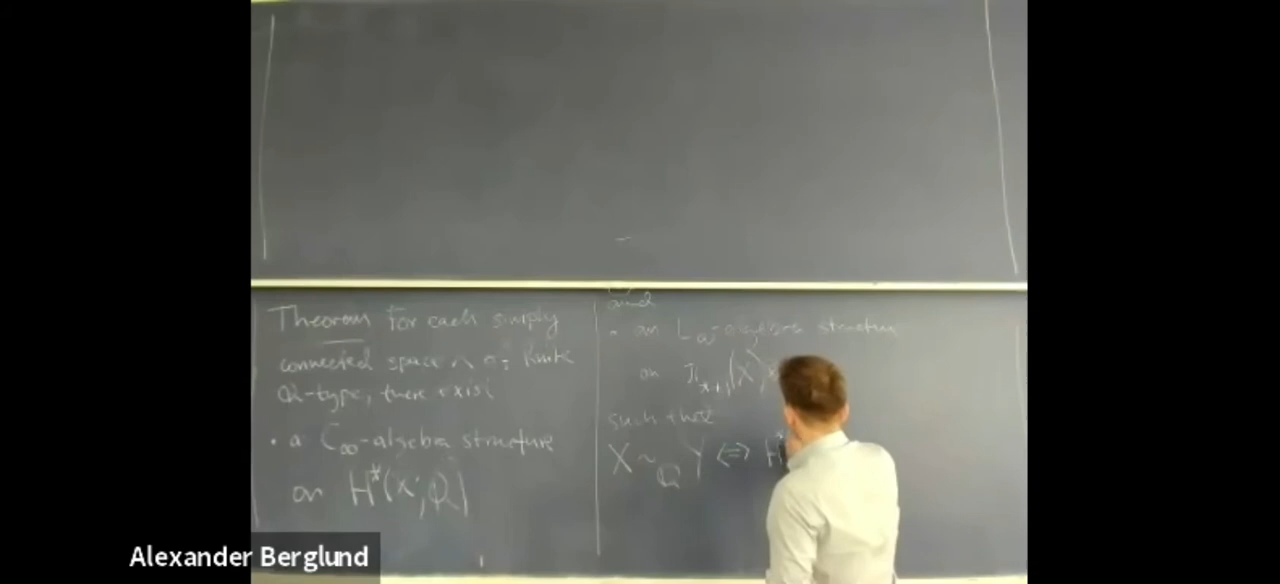 Theorem For each simply
connected space X of finite
Q-type, there exist
• a C∞-algebra structure
on H*(X;Q)
and
• an L∞-algebra structure
on π*+1(X)
such that
X ~Q Y ⇔ H*
Alexander Berglund